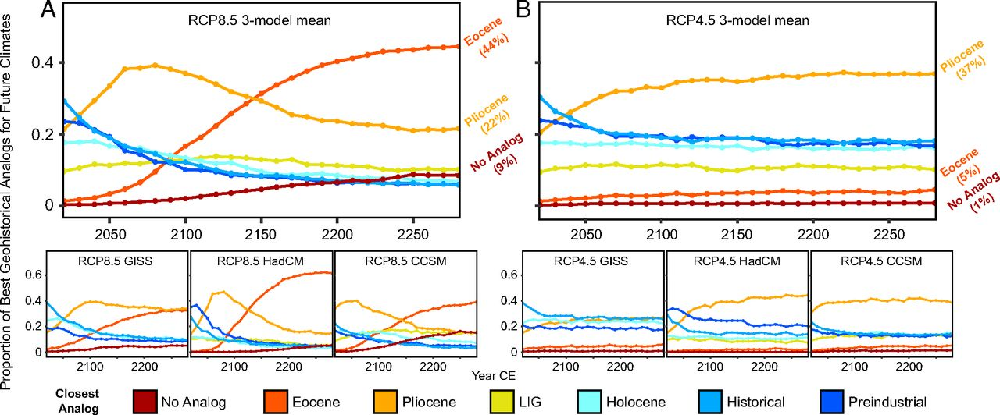 Proportion of Best Geohistorical Analogs for Future Climates
A
RCP8.5 3-model mean
0.4
0.2
0
2050
2100
2150
2200
2250
Eocene
(44%)
Pliocene
(22%)
No Analog
(9%)
B
RCP4.5 3-model mean
2050
2100
2150
2200
2250
Pliocene
(37%)
Eocene
(5%)
No Analog
(1%)
RCP8.5 GISS
RCP8.5 HadCM
RCP8.5 CCSM
0.6
0.4
0.2
0
2100
2200
2100
2200
2100
2200
RCP4.5 GISS
RCP4.5 HadCM
RCP4.5 CCSM
0.6
0.4
0.2
0
2100
2200
2100
2200
2100
2200
Year CE
Closest
Analog
No Analog
Eocene
Pliocene
LIG
Holocene
Historical
Preindustrial